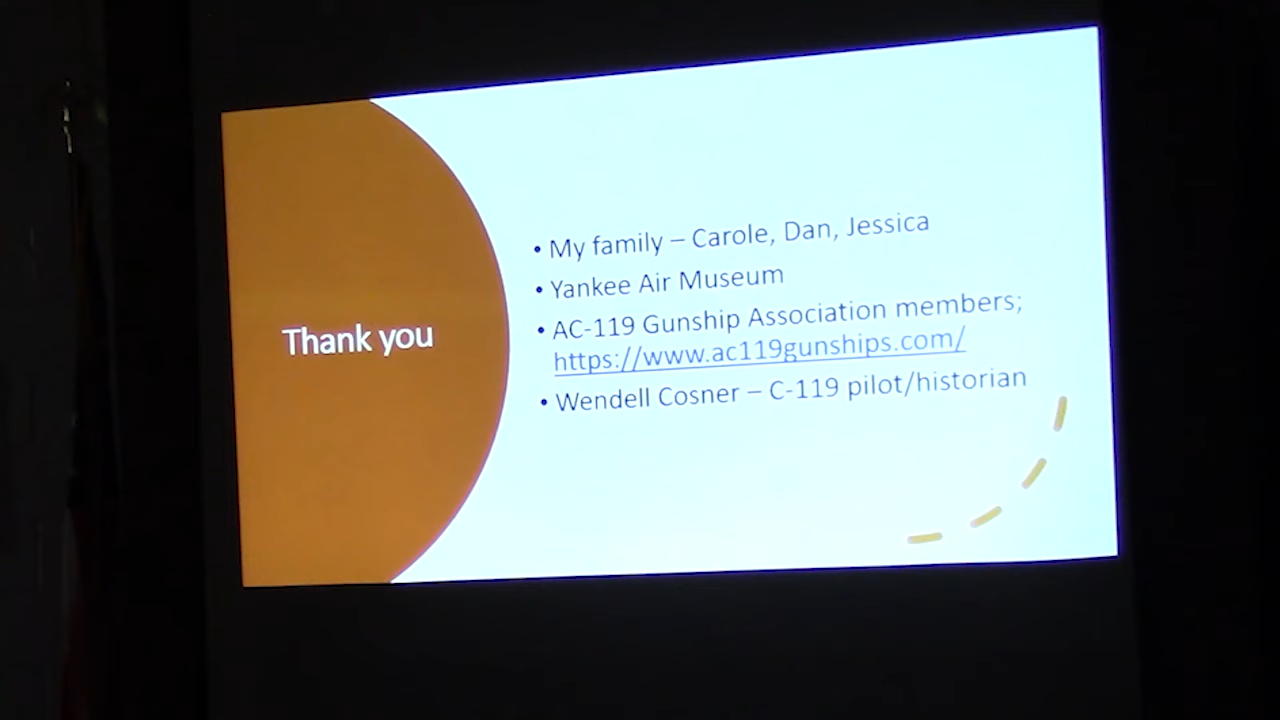 Thank you
• My family – Carole, Dan, Jessica
• Yankee Air Museum
• AC-119 Gunship Association members;
https://www.ac119gunships.com/
• Wendell Cosner – C-119 pilot/historian